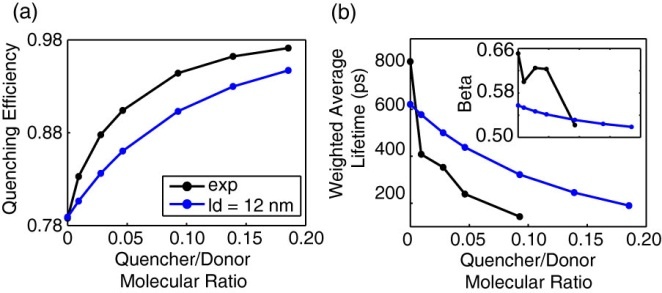 (a)
0.98
0.88
0.78
Quenching Efficiency
exp
ld = 12 nm
0
0.05
0.10
0.15
0.20
Quencher/Donor
Molecular Ratio
(b)
800
600
400
200
Weighted Average
Lifetime (ps)
0.66
0.58
0.50
Beta
0
0.05
0.10
0.15
0.20
Quencher/Donor
Molecular Ratio